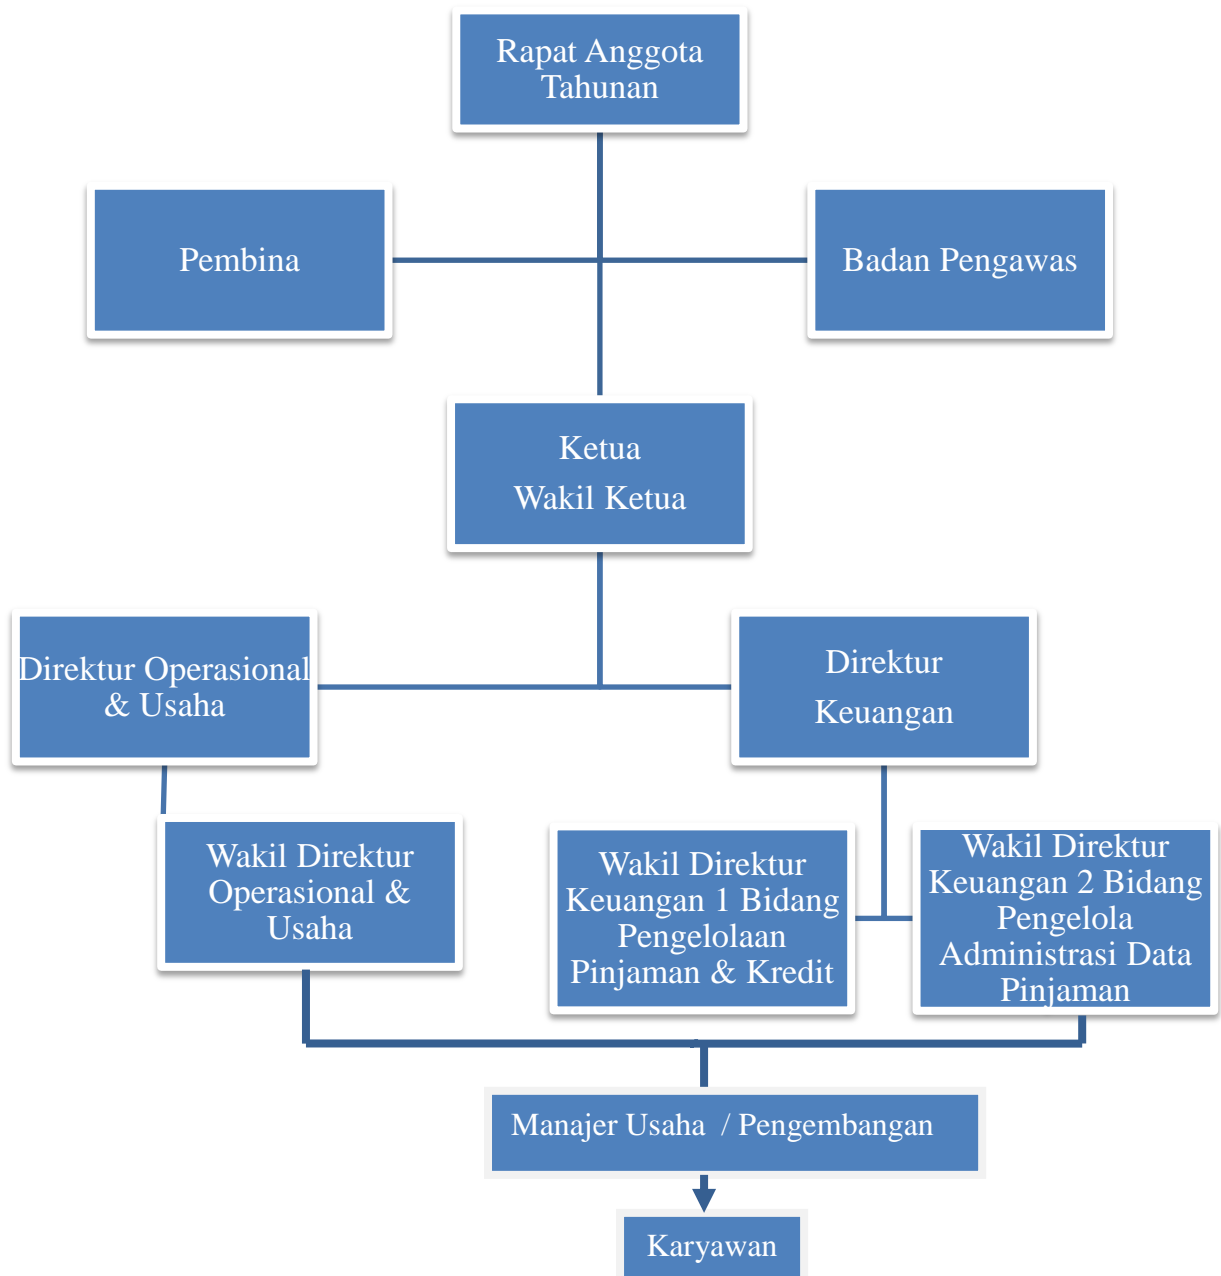 Rapat Anggota
Tahunan
Pembina
Badan Pengawas
Ketua
Wakil Ketua
Direktur Operasional
& Usaha
Direktur
Keuangan
Wakil Direktur
Operasional &
Usaha
Wakil Direktur
Keuangan 1 Bidang
Pengelolaan
Pinjaman & Kredit
Wakil Direktur
Keuangan 2 Bidang
Pengelola
Administrasi Data
Pinjaman
Manajer Usaha / Pengembangan
Karyawan